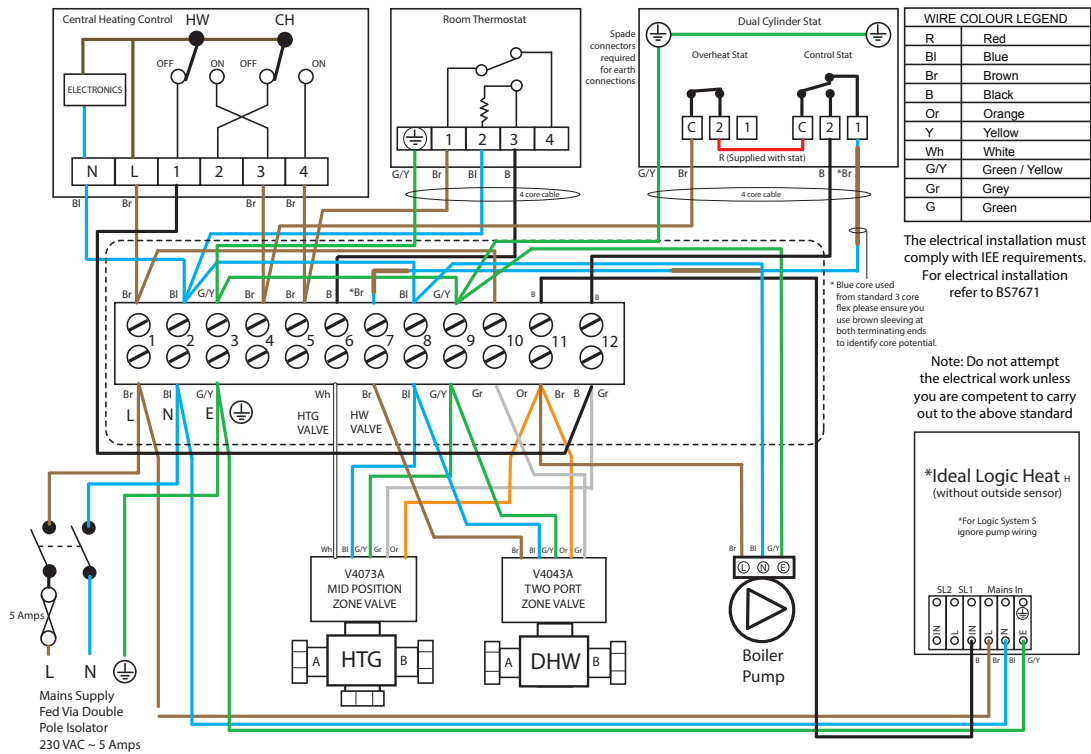 Central Heating Control
HW
CH
OFF
ON
OFF
ON
ELECTRONICS
N
L
1
2
3
4
Bl
Br
B
Br
Br
Room Thermostat
1
2
3
4
G/Y
Br
Bl
B
4 core cable
Spade
connectors
required
for earth
connections
Dual Cylinder Stat
Overheat Stat
Control Stat
C
2
1
C
2
1
R (Supplied with stat)
G/Y
Br
B
*Br
4 core cable
WIRE COLOUR LEGEND
R Red
Bl Blue
Br Brown
B Black
Or Orange
Y Yellow
Wh White
G/Y Green / Yellow
Gr Grey
G Green
The electrical installation must
comply with IEE requirements.
For electrical installation
refer to BS7671
* Blue core used
from standard 3 core
flex please ensure you
use brown sleeving at
both terminating ends
to identify core potential.
Note: Do not attempt
the electrical work unless
you are competent to carry
out to the above standard
Br
Bl
G/Y
Br
Br
B
*Br
Bl
G/Y
Br
B
B
1
2
3
4
5
6
7
8
9
10
11
12
Br
Bl
G/Y
Wh
Br
Bl
G/Y
Gr
Or
Br
B
Gr
L
N
E
HTG
VALVE
HW
VALVE
5 Amps
L
N
Mains Supply
Fed Via Double
Pole Isolator
230 VAC ~ 5 Amps
Wh
Bl
G/Y
Gr
Or
V4073A
MID POSITION
ZONE VALVE
A
HTG
B
Br
Bl
G/Y
Or
Gr
V4043A
TWO PORT
ZONE VALVE
A
DHW
B
Br
Bl
G/Y
L
N
E
Boiler
Pump
*Ideal Logic Heat H
(without outside sensor)
*For Logic System S
ignore pump wiring
SL2
SL1
Mains In
IN
L
IN
L
N
E
B
Br
Bl
G/Y